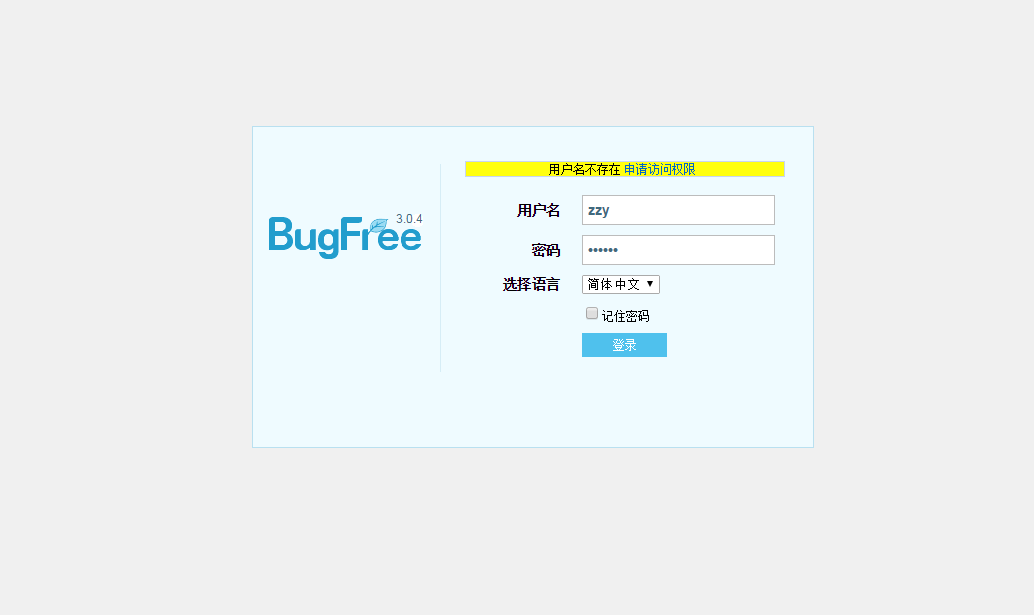 用户名不存在 申请访问权限
BugFree 3.0.4
用户名 zzy
密码 ••••••
选择语言 简体中文
记住密码
登录